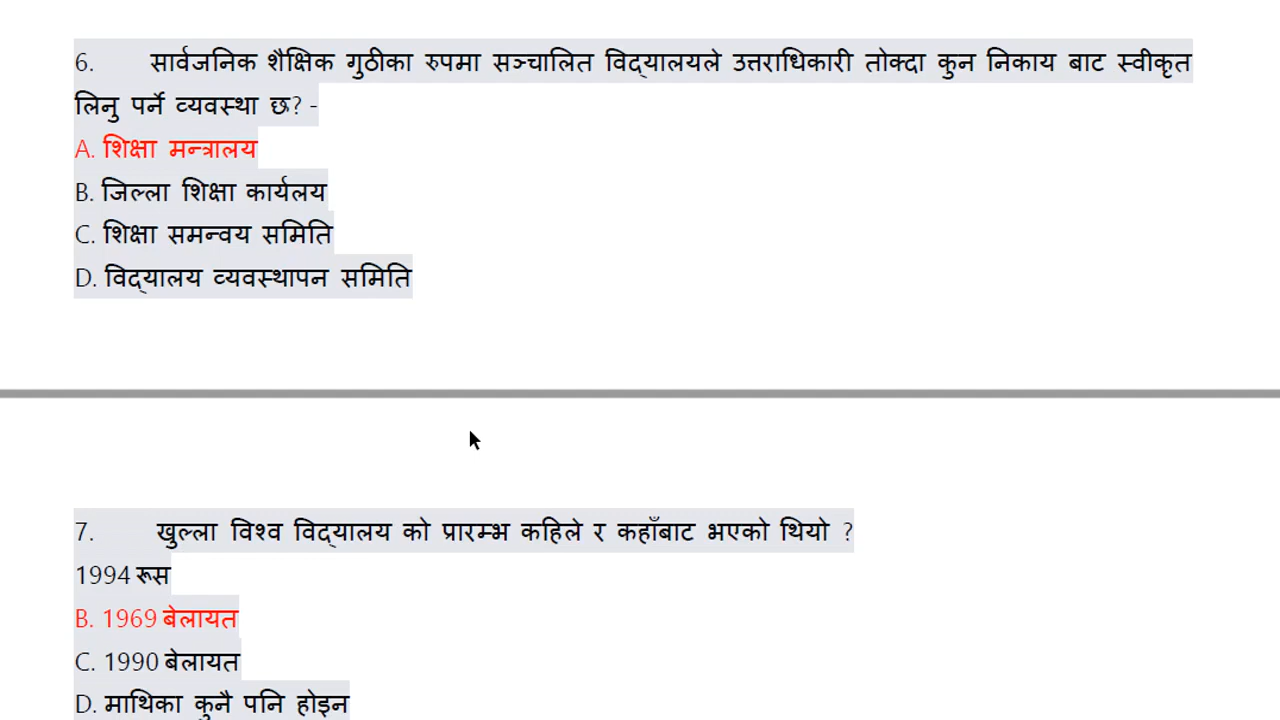 6. सार्वजनिक शैक्षिक गुठीका रुपमा सञ्चालित विद्यालयले उत्तराधिकारी तोक्दा कुन निकाय बाट स्वीकृत
लिनु पर्ने व्यवस्था छ? -
A. शिक्षा मन्त्रालय
B. जिल्ला शिक्षा कार्यलय
C. शिक्षा समन्वय समिति
D. विद्यालय व्यवस्थापन समिति
7. खुल्ला विश्व विद्यालय को प्रारम्भ कहिले र कहाँबाट भएको थियो ?
1994 रूस
B. 1969 बेलायत
C. 1990 बेलायत
D. माथिका कुनै पनि होइन